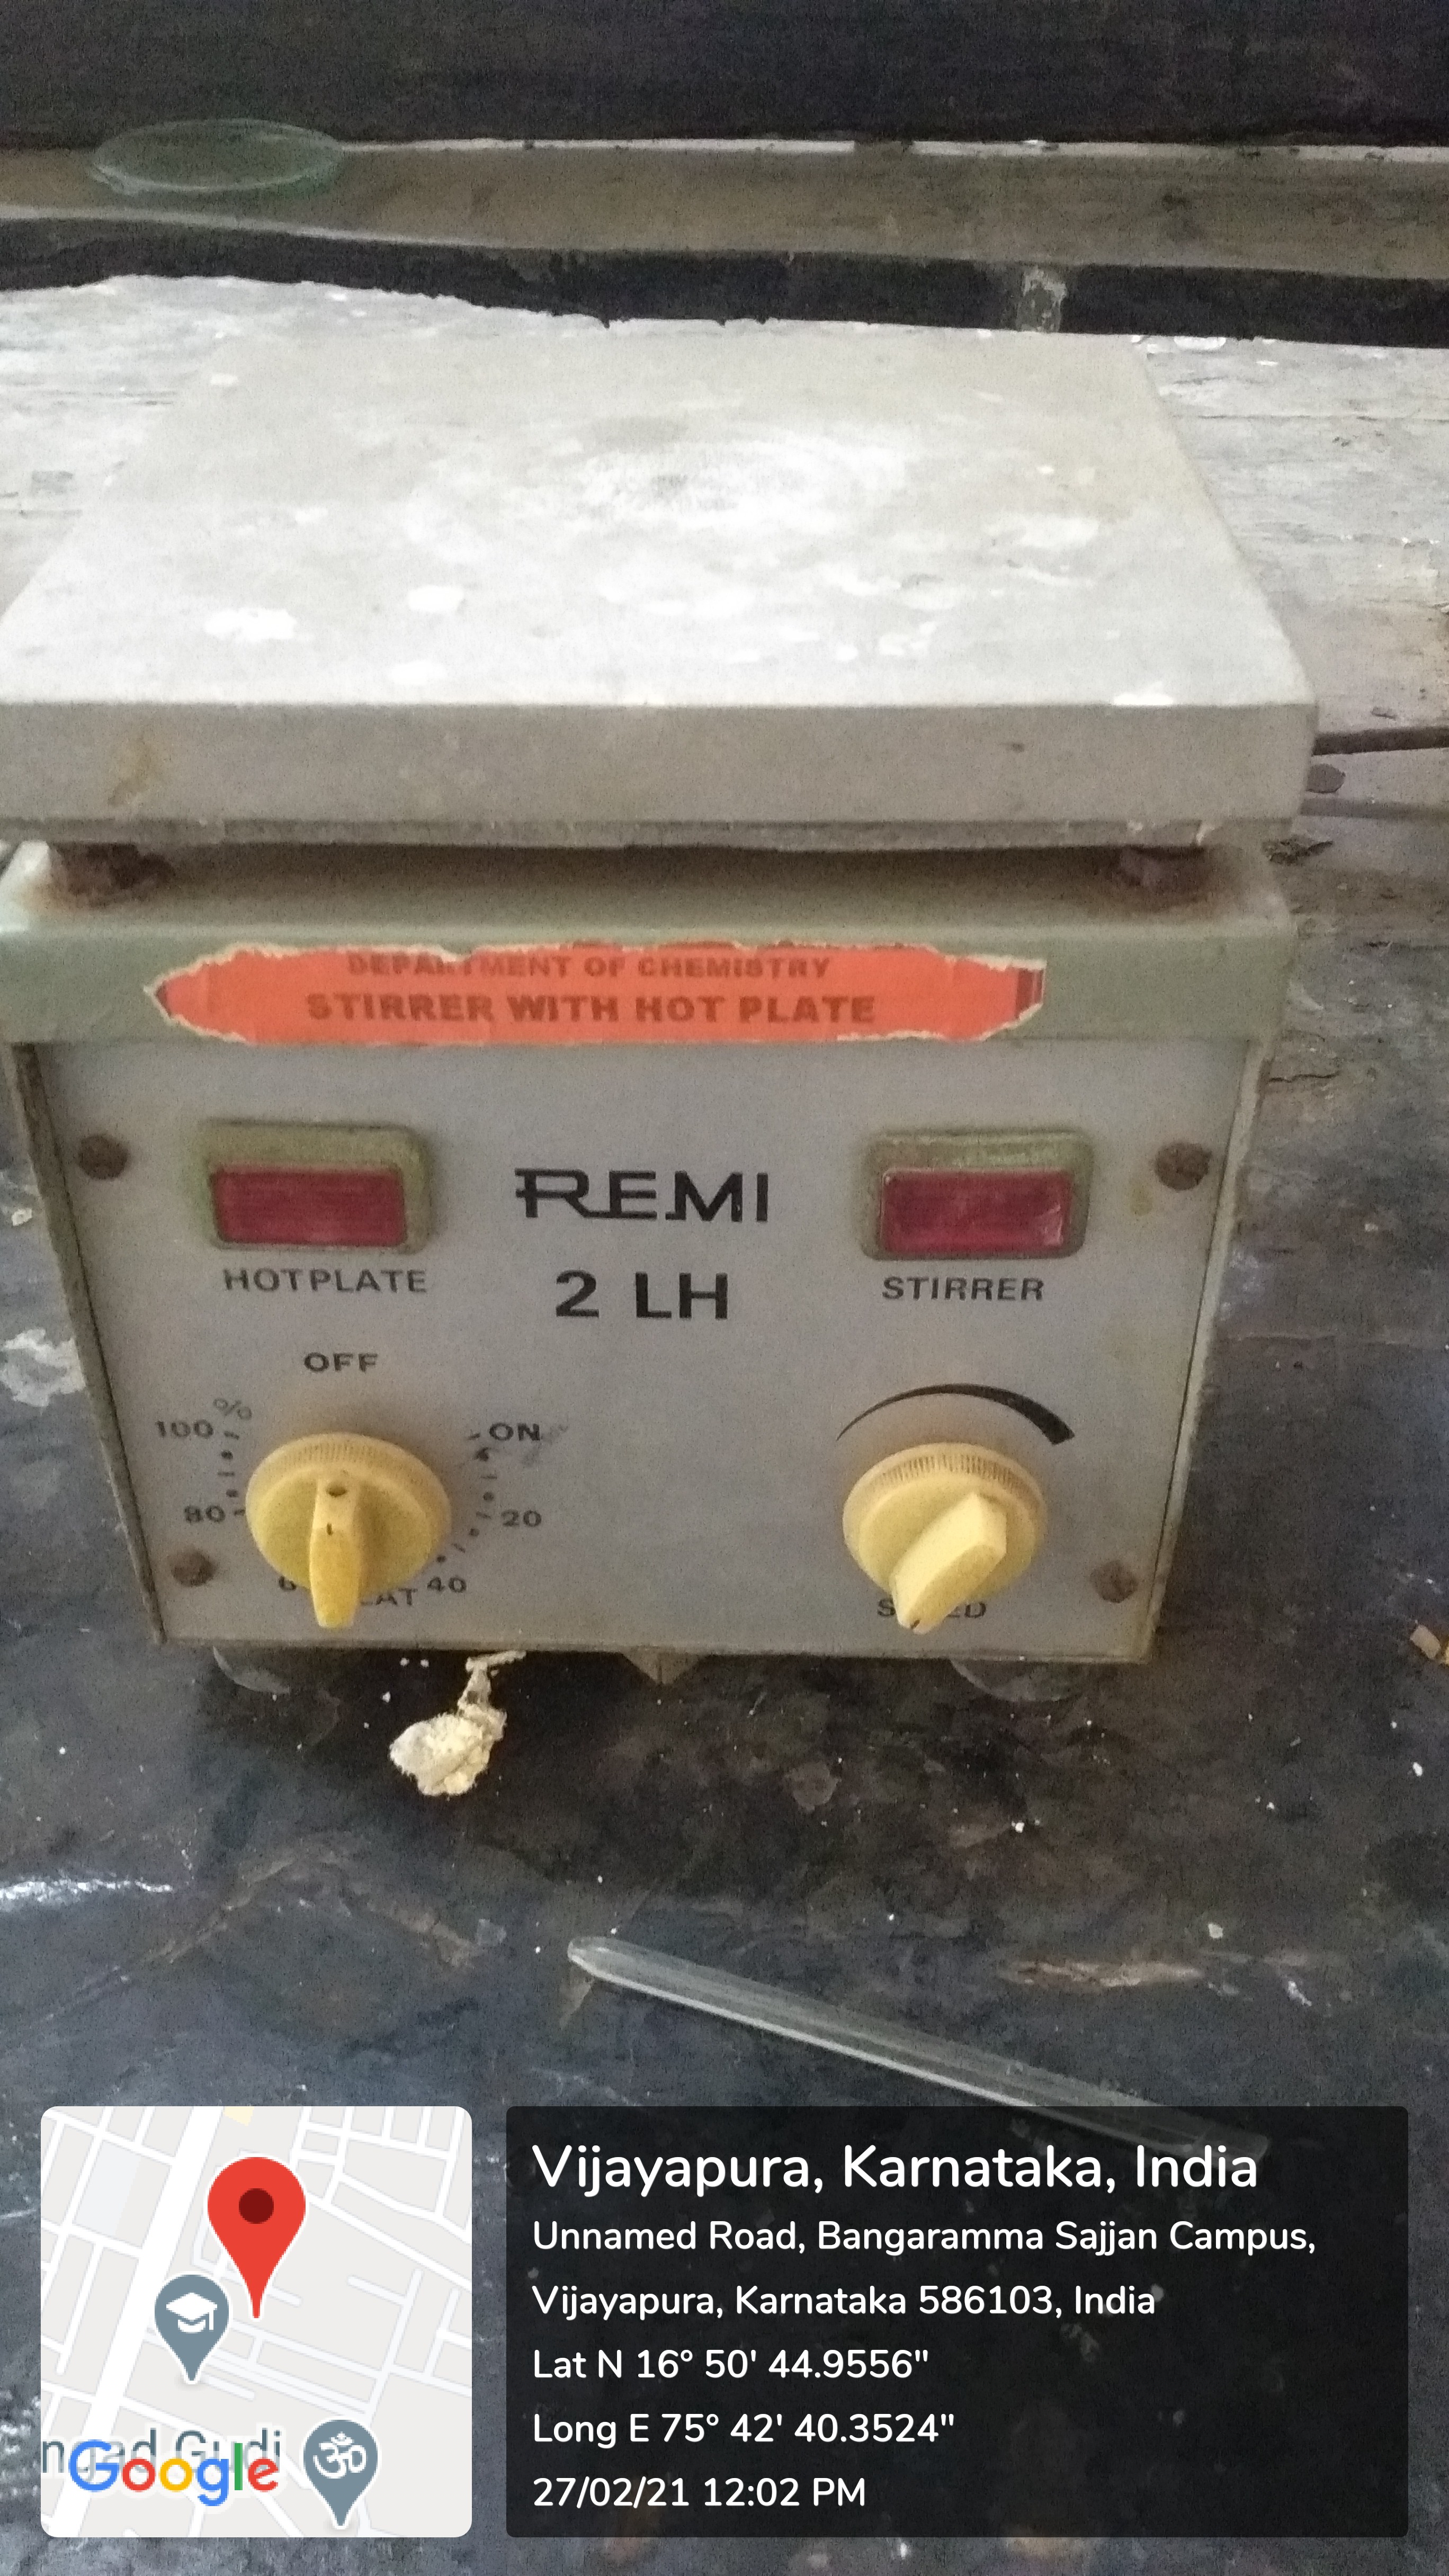 DEPARTMENT OF CHEMISTRY
STIRRER WITH HOT PLATE
REMI
2 LH
HOTPLATE
STIRRER
OFF
%
100
ON
80
20
40
Vijayapura, Karnataka, India
Unnamed Road, Bangaramma Sajjan Campus,
Vijayapura, Karnataka 586103, India
Lat N 16° 50' 44.9556"
Long E 75° 42' 40.3524"
27/02/21 12:02 PM
Google